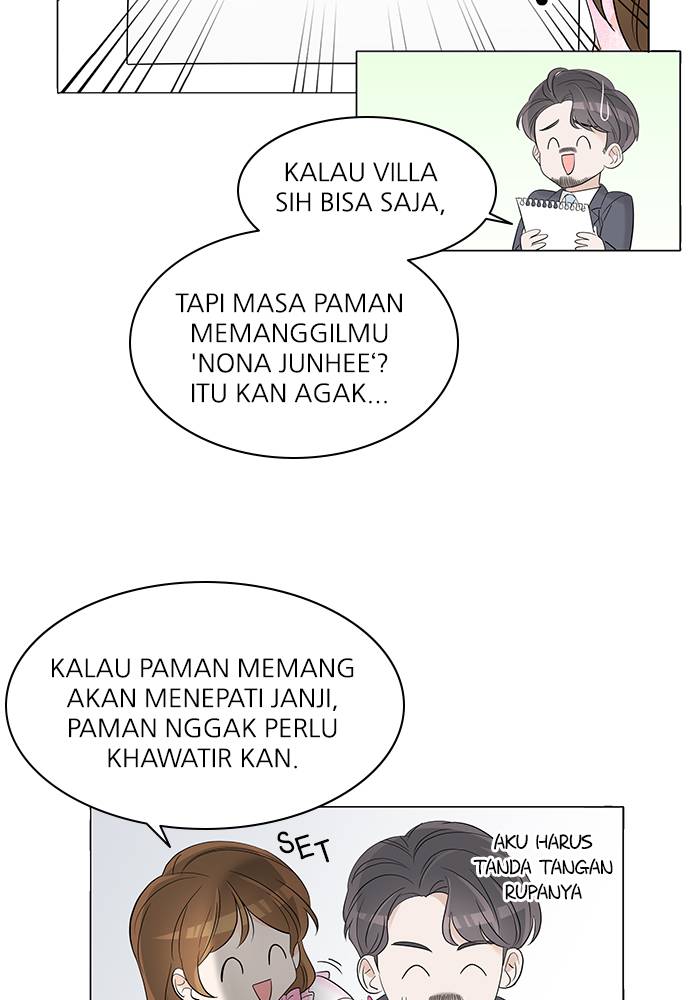 KALAU VILLA
SIH BISA SAJA,
TAPI MASA PAMAN
MEMANGGILMU
'NONA JUNHEE‘?
ITU KAN AGAK...
KALAU PAMAN MEMANG
AKAN MENEPATI JANJI,
PAMAN NGGAK PERLU
KHAWATIR KAN.
SET
AKU HARUS
TANDA TANGAN
RUPANYA